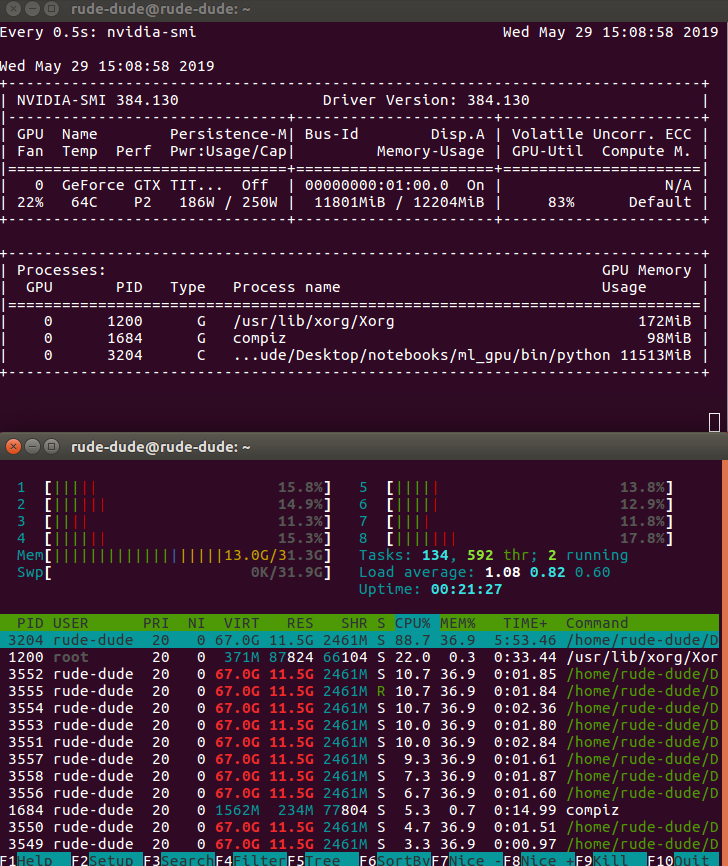 rude-dude@rude-dude: ~
Every 0.5s: nvidia-smi Wed May 29 15:08:58 2019
Wed May 29 15:08:58 2019
+-----------------------------------------------------------------------------+
| NVIDIA-SMI 384.130                Driver Version: 384.130                   |
|-------------------------------+----------------------+----------------------+
| GPU  Name        Persistence-M| Bus-Id        Disp.A | Volatile Uncorr. ECC |
| Fan  Temp  Perf  Pwr:Usage/Cap|         Memory-Usage | GPU-Util  Compute M. |
|===============================+======================+======================|
|   0  GeForce GTX TIT...  Off  | 00000000:01:00.0  On |                  N/A |
| 22%   64C    P2   186W / 250W |  11801MiB / 12204MiB |     83%      Default |
+-------------------------------+----------------------+----------------------+
+-----------------------------------------------------------------------------+
| Processes:                                                       GPU Memory |
|  GPU       PID   Type   Process name                             Usage      |
|=============================================================================|
|    0      1200      G   /usr/lib/xorg/Xorg                           172MiB |
|    0      1684      G   compiz                                        98MiB |
|    0      3204      C   ...ude/Desktop/notebooks/ml_gpu/bin/python 11513MiB |
+-----------------------------------------------------------------------------+
rude-dude@rude-dude: ~
1 [||||| 15.8%] 5 [||||| 13.8%]
2 [|||||| 14.9%] 6 [||||| 12.9%]
3 [|||| 11.3%] 7 [|||| 11.8%]
4 [|||||| 15.3%] 8 [||||||| 17.8%]
Mem[||||||||||||||||||||13.0G/31.3G] Tasks: 134, 592 thr; 2 running
Swp[ 0K/31.9G] Load average: 1.08 0.82 0.60
Uptime: 00:21:27
PID USER PRI NI VIRT RES SHR S CPU% MEM% TIME+ Command
3204 rude-dude 20 0 67.0G 11.5G 2461M S 88.7 36.9 5:53.46 /home/rude-dude/D
1200 root 20 0 371M 87824 66104 S 22.0 0.3 0:33.44 /usr/lib/xorg/Xor
3552 rude-dude 20 0 67.0G 11.5G 2461M S 10.7 36.9 0:01.85 /home/rude-dude/D
3555 rude-dude 20 0 67.0G 11.5G 2461M R 10.7 36.9 0:01.84 /home/rude-dude/D
3554 rude-dude 20 0 67.0G 11.5G 2461M S 10.7 36.9 0:02.36 /home/rude-dude/D
3553 rude-dude 20 0 67.0G 11.5G 2461M S 10.0 36.9 0:01.80 /home/rude-dude/D
3551 rude-dude 20 0 67.0G 11.5G 2461M S 10.0 36.9 0:02.84 /home/rude-dude/D
3557 rude-dude 20 0 67.0G 11.5G 2461M S 9.3 36.9 0:01.61 /home/rude-dude/D
3558 rude-dude 20 0 67.0G 11.5G 2461M S 7.3 36.9 0:01.87 /home/rude-dude/D
3556 rude-dude 20 0 67.0G 11.5G 2461M S 6.7 36.9 0:01.60 /home/rude-dude/D
1684 rude-dude 20 0 1562M 234M 77804 S 5.3 0.7 0:14.99 compiz
3550 rude-dude 20 0 67.0G 11.5G 2461M S 4.7 36.9 0:01.51 /home/rude-dude/D
3549 rude-dude 20 0 67.0G 11.5G 2461M S 3.3 36.9 0:00.97 /home/rude-dude/D
F1Help F2Setup F3SearchF4FilterF5Tree F6SortByF7Nice -F8Nice +F9Kill F10Quit